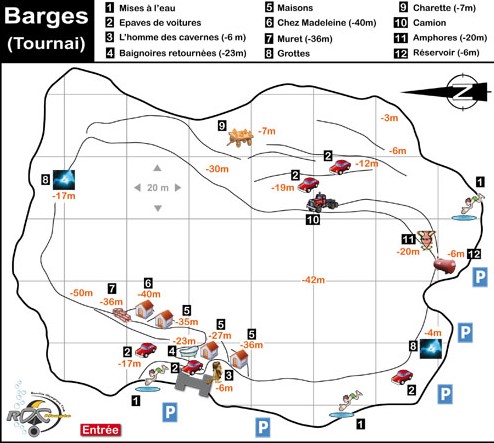 Barges
(Tournai)
1 Mises à l'eau
2 Epaves de voitures
3 L'homme des cavernes (-6 m)
4 Baignoires retournées (-23m)
5 Maisons
6 Chez Madeleine (-40m)
7 Muret (-36m)
8 Grottes
9 Charette (-7m)
10 Camion
11 Amphores (-20m)
12 Réservoir (-6m)
N
-3m
9
-7m
-6m
2
-12m
-30m
8
-17m
2
-19m
20 m
1
10
11
-20m
-6m
12
P
-42m
-50m
7
-36m
6
-40m
5
-35m
5
-27m
5
-36m
-4m
P
-23m
4
8
2
-17m
2
3
-6m
2
1
P
P
1
P
ROC
Entrée